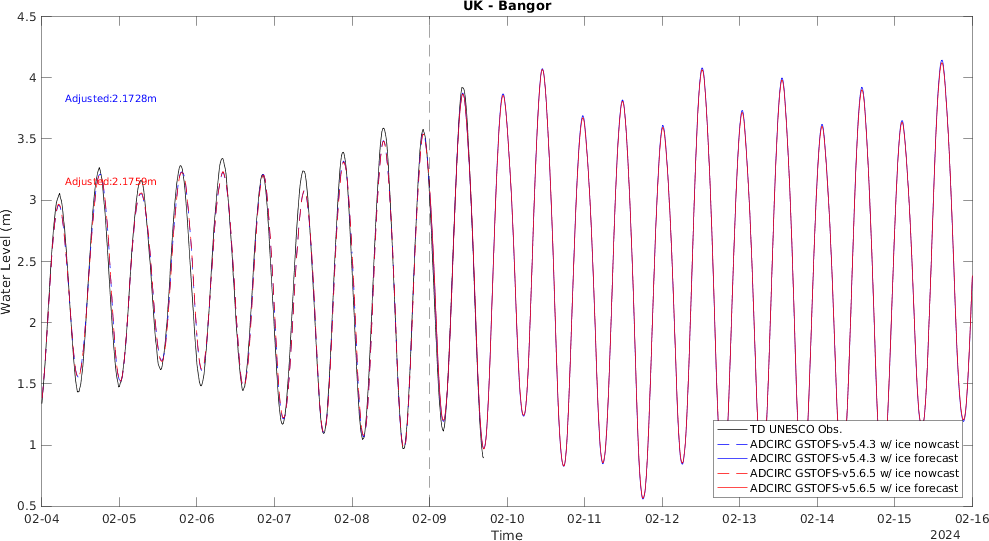 UK - Bangor
4.5
4
3.5
3
2.5
2
1.5
1
0.5
Water Level (m)
Adjusted:2.1728m
Adjusted:2.1759m
TD UNESCO Obs.
ADCIRC GSTOFS-v5.4.3 w/ ice nowcast
ADCIRC GSTOFS-v5.4.3 w/ ice forecast
ADCIRC GSTOFS-v5.6.5 w/ ice nowcast
ADCIRC GSTOFS-v5.6.5 w/ ice forecast
02-04 02-05 02-06 02-07 02-08 02-09 02-10 02-11 02-12 02-13 02-14 02-15 02-16
Time
2024